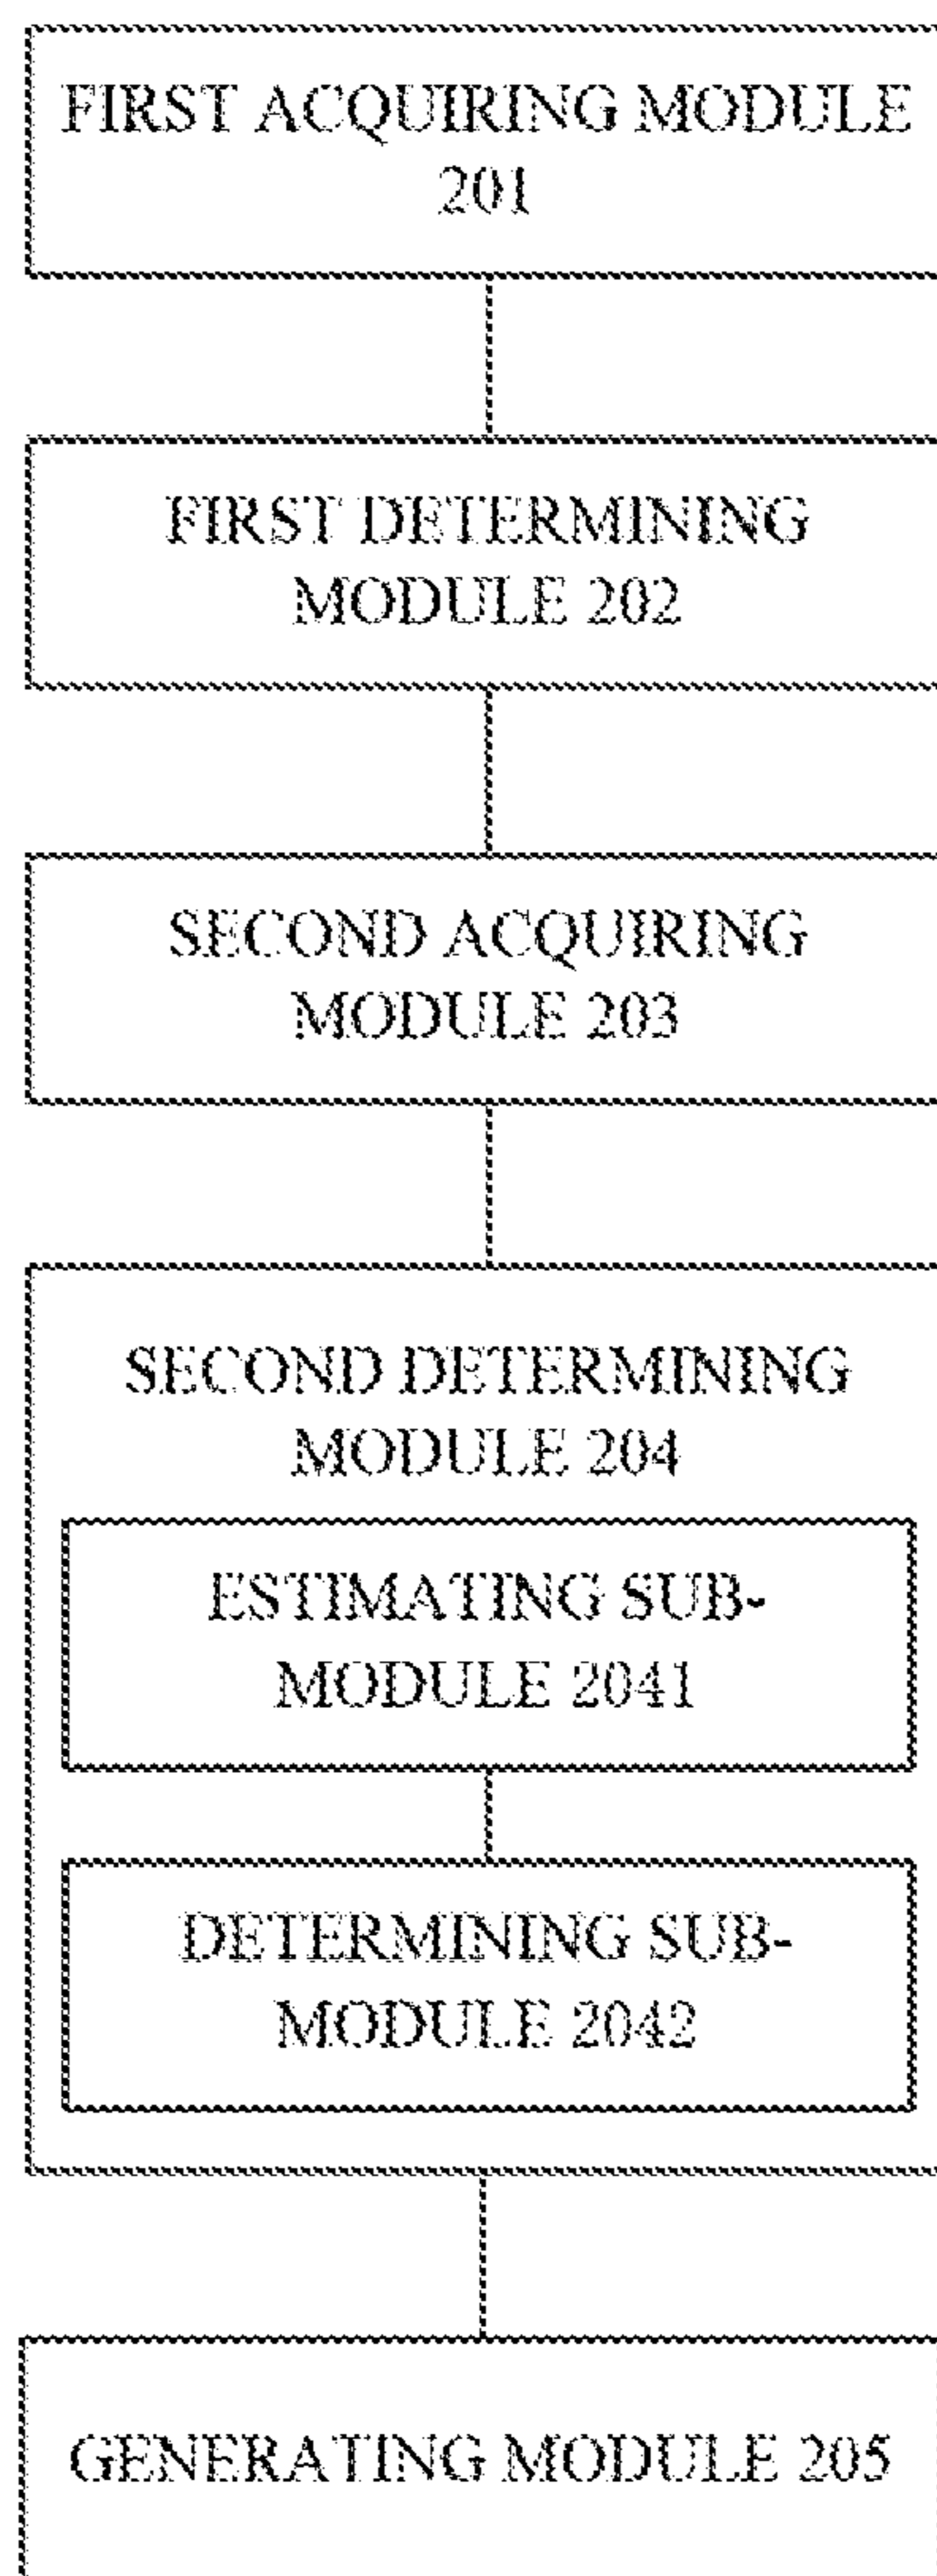 FIRST ACQUIRING MODULE
201
FIRST DETERMINING
MODULE 202
SECOND ACQUIRING
MODULE 203
SECOND DETERMINING
MODULE 204
ESTIMATING SUB-
MODULE 2041
DETERMINING SUB-
MODULE 2042
GENERATING MODULE 205